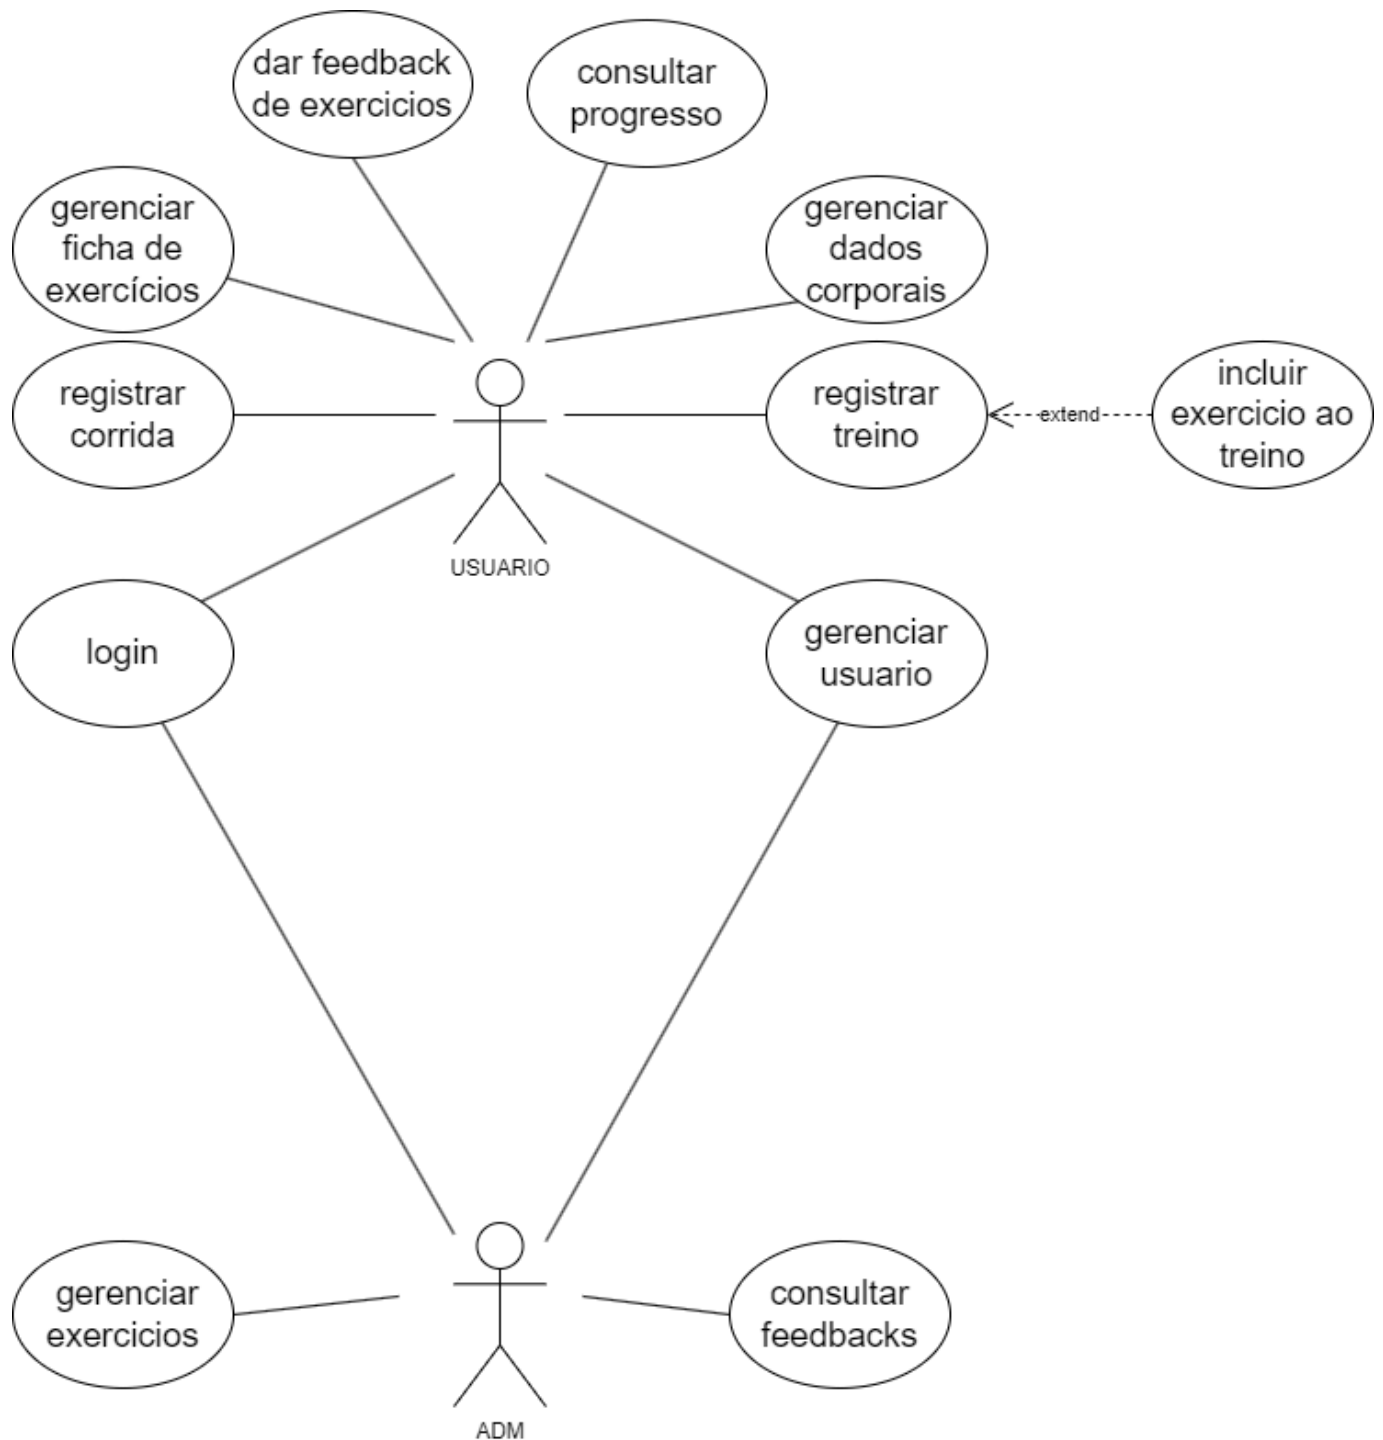 dar feedback
de exercicios
consultar
progresso
gerenciar
ficha de
exercícios
gerenciar
dados
corporais
registrar
corrida
registrar
treino
extend
incluir
exercicio ao
treino
USUARIO
login
gerenciar
usuario
gerenciar
exercicios
consultar
feedbacks
ADM